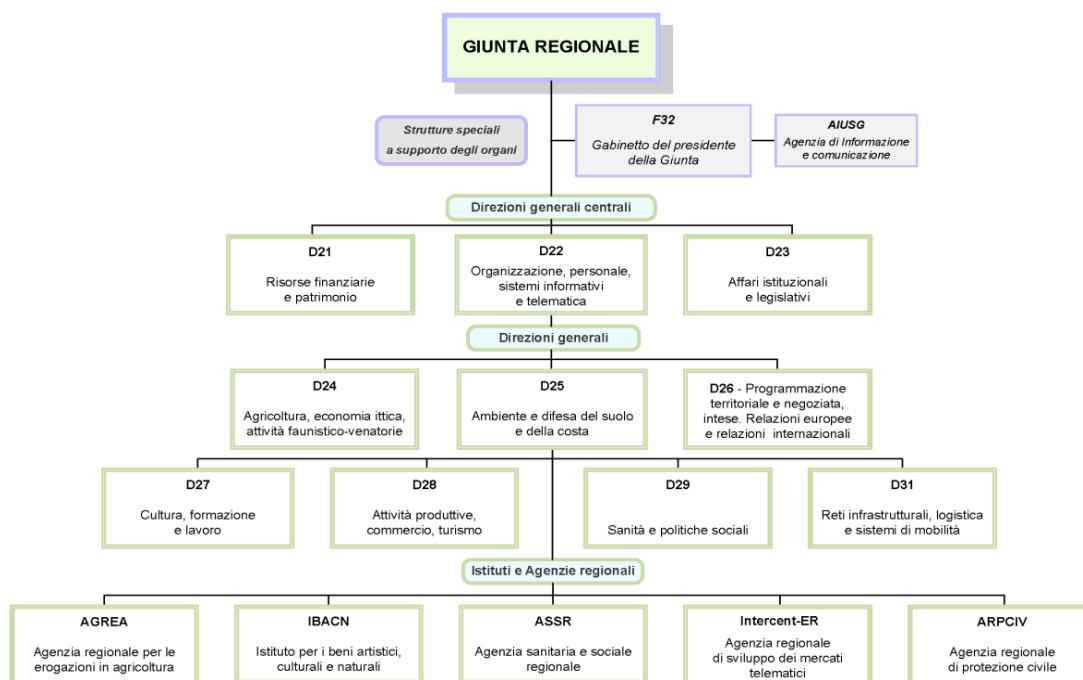 GIUNTA REGIONALE
Strutture speciali
a supporto degli organi
F32
Gabinetto del presidente
della Giunta
AIUSG
Agenzia di Informazione
e comunicazione
Direzioni generali centrali
D21
Risorse finanziarie
e patrimonio
D22
Organizzazione, personale,
sistemi informativi
e telematica
D23
Affari istituzionali
e legislativi
Direzioni generali
D24
Agricoltura, economia ittica,
attività faunistico-venatorie
D25
Ambiente e difesa del suolo
e della costa
D26 - Programmazione
territoriale e negoziata,
intese. Relazioni europee
e relazioni internazionali
D27
Cultura, formazione
e lavoro
D28
Attività produttive,
commercio, turismo
D29
Sanità e politiche sociali
D31
Reti infrastrutturali, logistica
e sistemi di mobilità
Istituti e Agenzie regionali
AGREA
Agenzia regionale per le
erogazioni in agricoltura
IBACN
Istituto per i beni artistici,
culturali e naturali
ASSR
Agenzia sanitaria e sociale
regionale
Intercent-ER
Agenzia regionale
di sviluppo dei mercati
telematici
ARPCIV
Agenzia regionale
di protezione civile